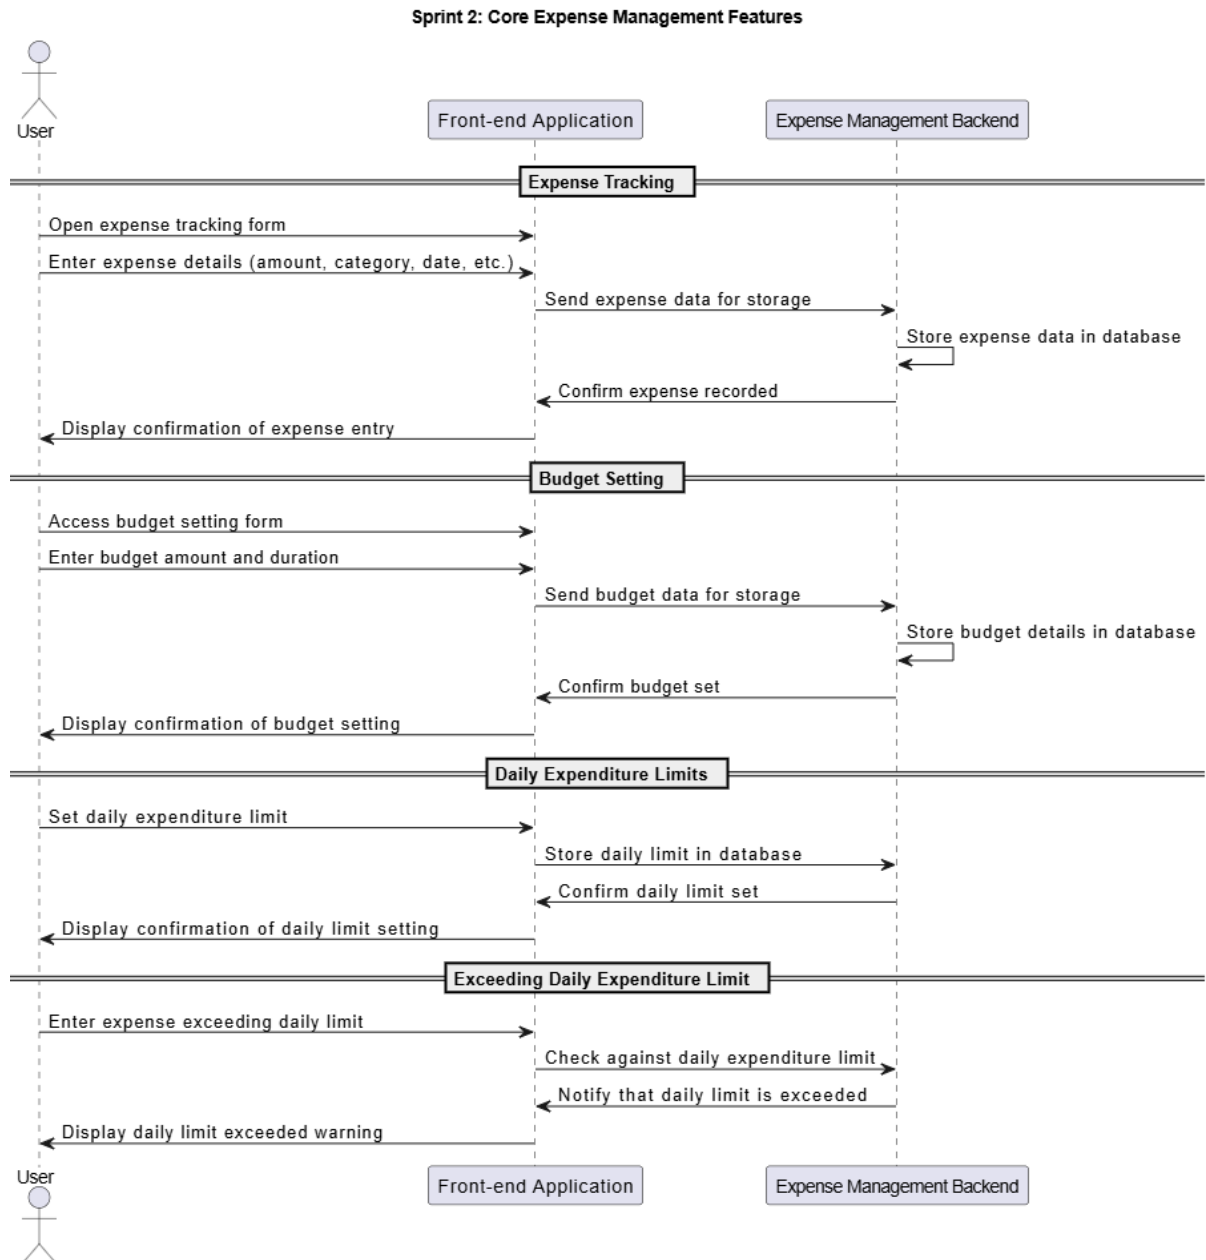 Sprint 2: Core Expense Management Features
User
Front-end Application
Expense Management Backend
Expense Tracking
Open expense tracking form
Enter expense details (amount, category, date, etc.)
Send expense data for storage
Store expense data in database
Confirm expense recorded
Display confirmation of expense entry
Budget Setting
Access budget setting form
Enter budget amount and duration
Send budget data for storage
Store budget details in database
Confirm budget set
Display confirmation of budget setting
Daily Expenditure Limits
Set daily expenditure limit
Store daily limit in database
Confirm daily limit set
Display confirmation of daily limit setting
Exceeding Daily Expenditure Limit
Enter expense exceeding daily limit
Check against daily expenditure limit
Notify that daily limit is exceeded
Display daily limit exceeded warning
User
Front-end Application
Expense Management Backend